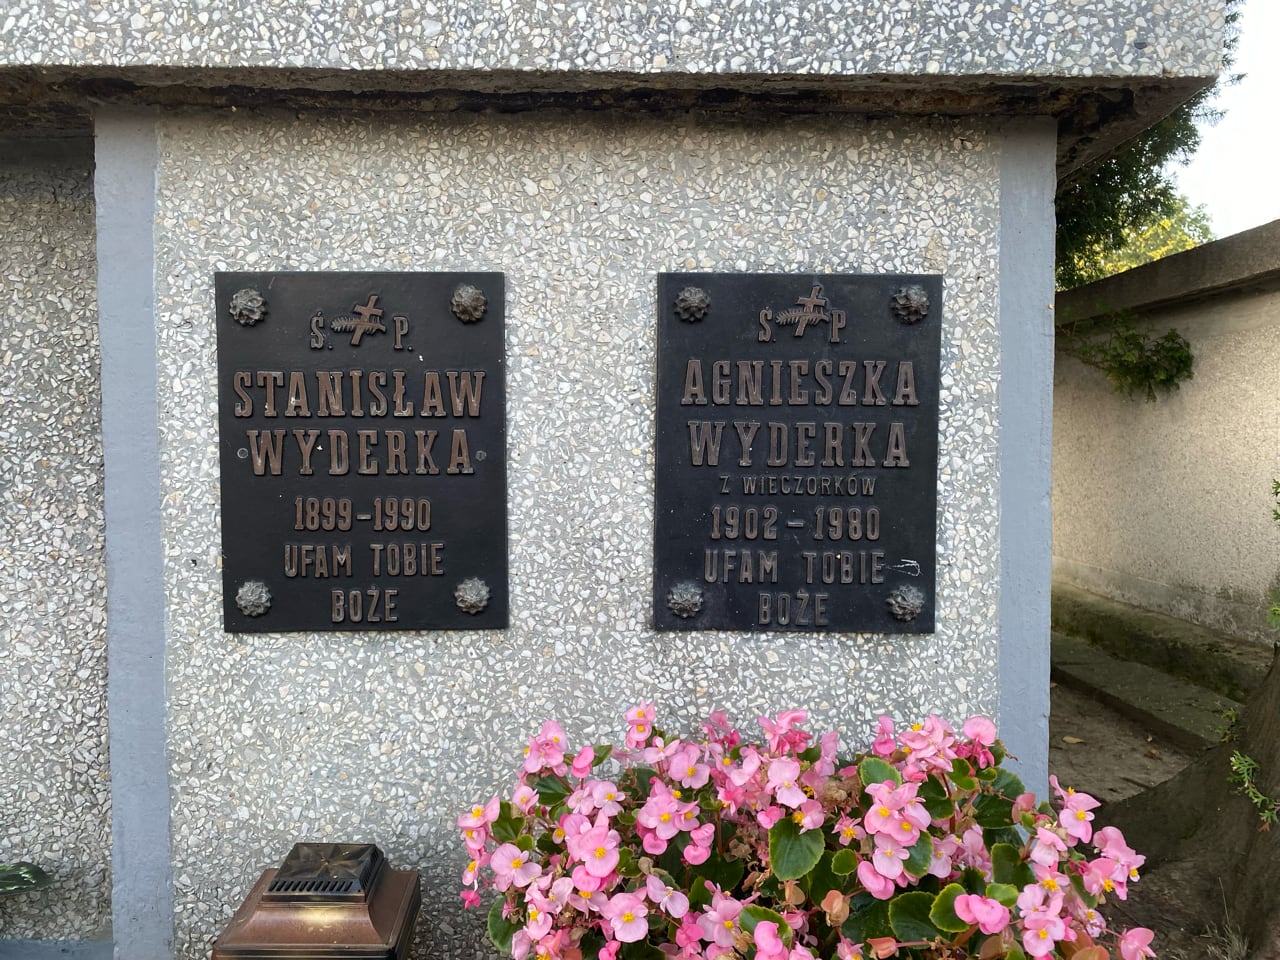 Ś. P.
STANISŁAW
WYDERKA
1899-1990
UFAM TOBIE
BOŻE
Ś. P.
AGNIESZKA
WYDERKA
Z WIECZORKÓW
1902-1980
UFAM TOBIE
BOŻE